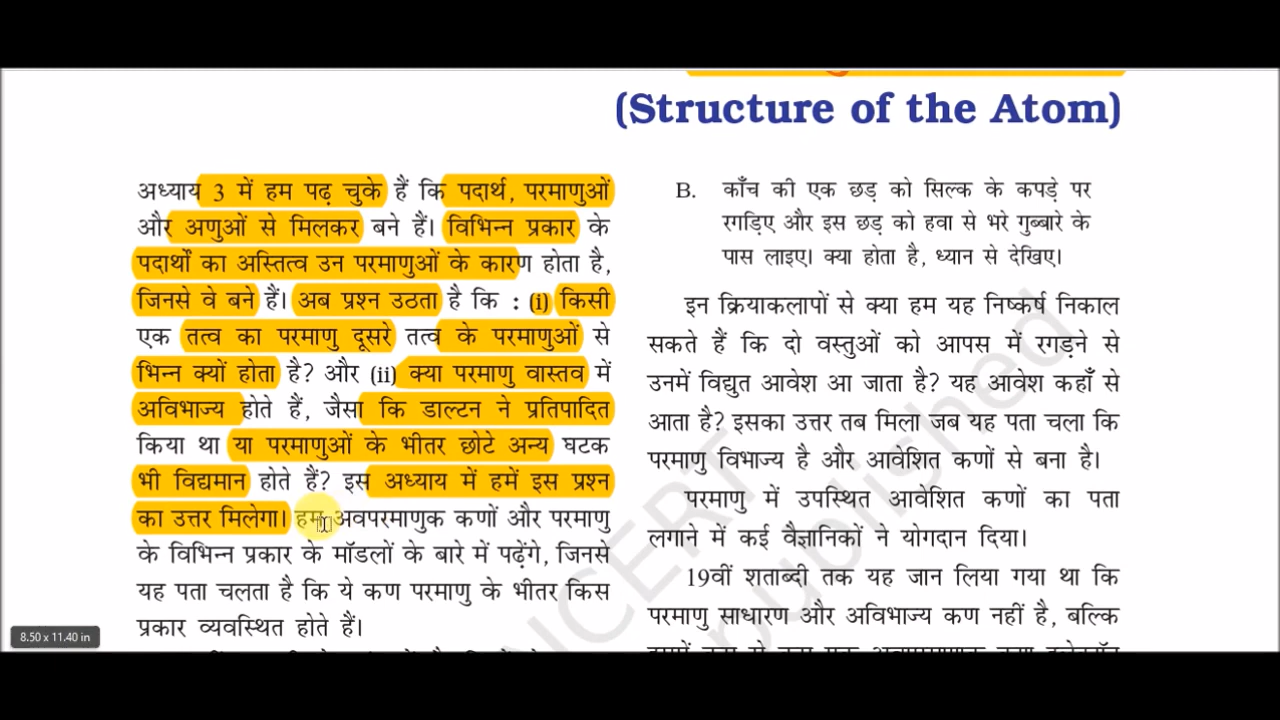 (Structure of the Atom)
अध्याय 3 में हम पढ़ चुके हैं कि पदार्थ, परमाणुओं
और अणुओं से मिलकर बने हैं। विभिन्न प्रकार के
पदार्थों का अस्तित्व उन परमाणुओं के कारण होता है,
जिनसे वे बने हैं। अब प्रश्न उठता है कि : (i) किसी
एक तत्व का परमाणु दूसरे तत्व के परमाणुओं से
भिन्न क्यों होता है? और (ii) क्या परमाणु वास्तव में
अविभाज्य होते हैं, जैसा कि डाल्टन ने प्रतिपादित
किया था या परमाणुओं के भीतर छोटे अन्य घटक
भी विद्यमान होते हैं? इस अध्याय में हमें इस प्रश्न
का उत्तर मिलेगा। हम अवपरमाणुक कणों और परमाणु
के विभिन्न प्रकार के मॉडलों के बारे में पढ़ेंगे, जिनसे
यह पता चलता है कि ये कण परमाणु के भीतर किस
प्रकार व्यवस्थित होते हैं।
B. काँच की एक छड़ को सिल्क के कपड़े पर
रगड़िए और इस छड़ को हवा से भरे गुब्बारे के
पास लाइए। क्या होता है, ध्यान से देखिए।
इन क्रियाकलापों से क्या हम यह निष्कर्ष निकाल
सकते हैं कि दो वस्तुओं को आपस में रगड़ने से
उनमें विद्युत आवेश आ जाता है? यह आवेश कहाँ से
आता है? इसका उत्तर तब मिला जब यह पता चला कि
परमाणु विभाज्य है और आवेशित कणों से बना है।
परमाणु में उपस्थित आवेशित कणों का पता
लगाने में कई वैज्ञानिकों ने योगदान दिया।
19वीं शताब्दी तक यह जान लिया गया था कि
परमाणु साधारण और अविभाज्य कण नहीं है, बल्कि
8.50 x 11.40 in
NCERT
published